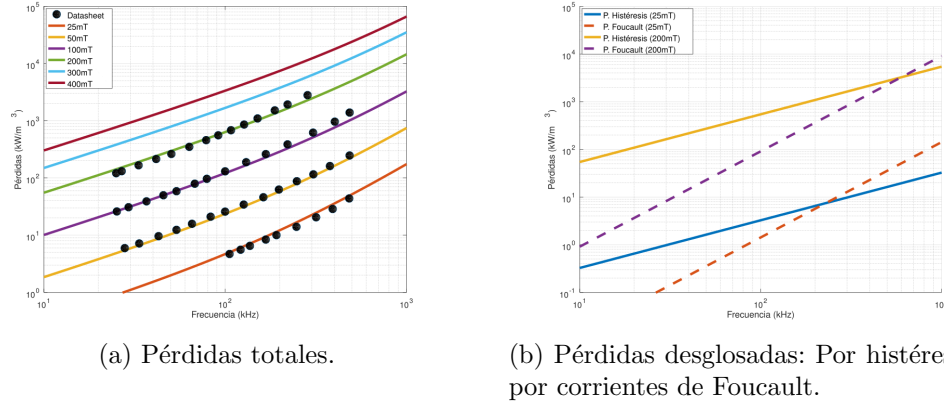 Datasheet
25mT
50mT
100mT
200mT
300mT
400mT
Pérdidas (kW/m³)
10^5
10^4
10^3
10^2
10^1
10^0
10^1
10^2
10^3
Frecuencia (kHz)
(a) Pérdidas totales.
P. Histéresis (25mT)
P. Foucault (25mT)
P. Histéresis (200mT)
P. Foucault (200mT)
Pérdidas (kW/m³)
10^5
10^4
10^3
10^2
10^1
10^0
10^-1
10^1
10^2
Frecuencia (kHz)
(b) Pérdidas desglosadas: Por histéres
por corrientes de Foucault.